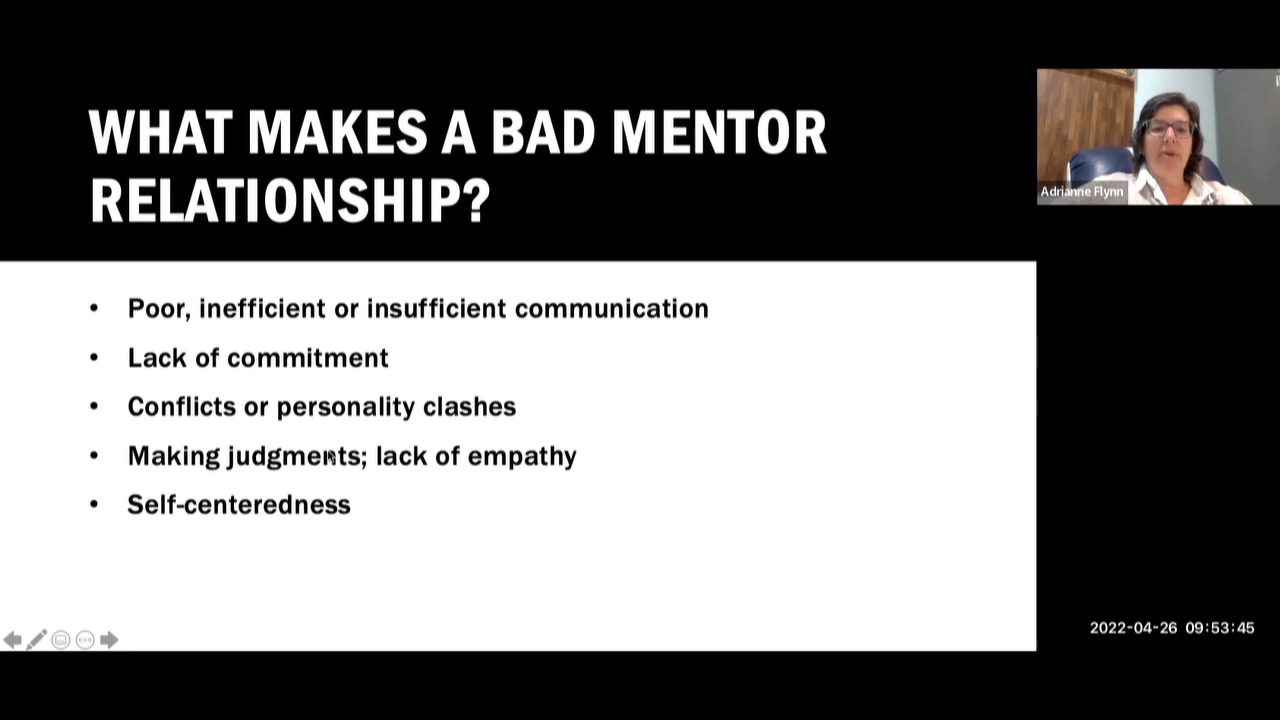 WHAT MAKES A BAD MENTOR
RELATIONSHIP?
• Poor, inefficient or insufficient communication
• Lack of commitment
• Conflicts or personality clashes
• Making judgments; lack of empathy
• Self-centeredness
Adrianne Flynn
2022-04-26 09:53:45